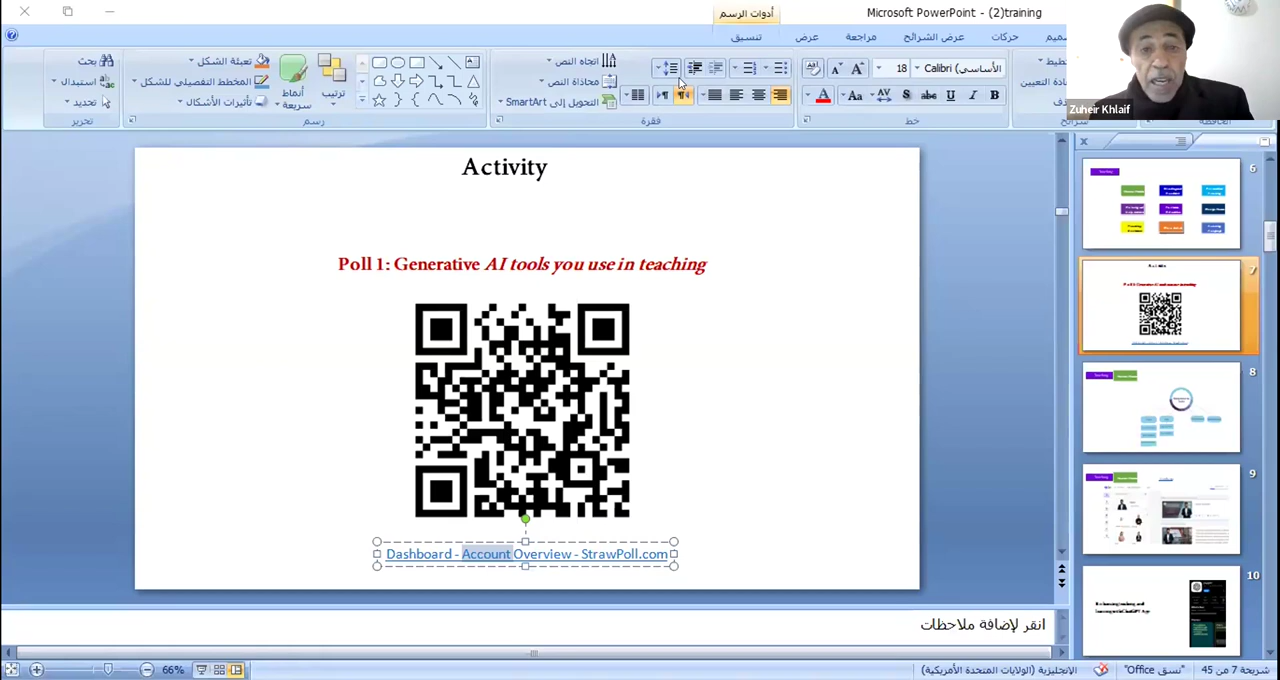 Microsoft PowerPoint - (2)training
أدوات الرسم
حركات
عرض الشرائح
مراجعة
عرض
تنسيق
Calibri (الأساسي)
18
خط
اتجاه النص
محاذاة النص
التحويل إلى SmartArt
فقرة
ترتيب
أنماط سريعة
تعبئة الشكل
المخطط التفصيلي للشكل
تأثيرات الأشكال
رسم
بحث
استبدال
تحديد
تحرير
Zuheir Khlaif
Activity
Poll 1: Generative AI tools you use in teaching
Dashboard - Account Overview - StrawPoll.com
6
7
8
9
10
انقر لإضافة ملاحظات
شريحة 7 من 45
"نسق Office"
الإنجليزية (الولايات المتحدة الأمريكية)
66%